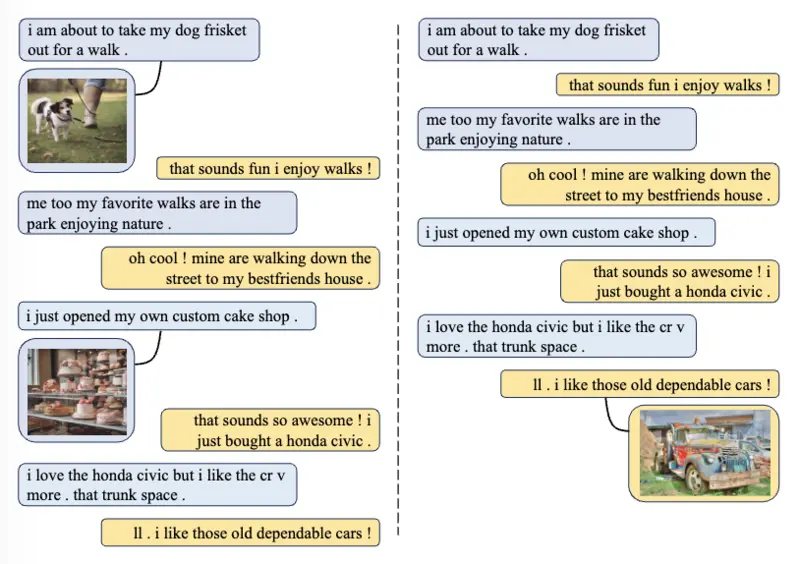 i am about to take my dog frisket
out for a walk .
that sounds fun i enjoy walks !
me too my favorite walks are in the
park enjoying nature .
oh cool ! mine are walking down the
street to my bestfriends house .
i just opened my own custom cake shop .
that sounds so awesome ! i
just bought a honda civic .
i love the honda civic but i like the cr v
more . that trunk space .
ll . i like those old dependable cars !
i am about to take my dog frisket
out for a walk .
that sounds fun i enjoy walks !
me too my favorite walks are in the
park enjoying nature .
oh cool ! mine are walking down the
street to my bestfriends house .
i just opened my own custom cake shop .
that sounds so awesome ! i
just bought a honda civic .
i love the honda civic but i like the cr v
more . that trunk space .
ll . i like those old dependable cars !